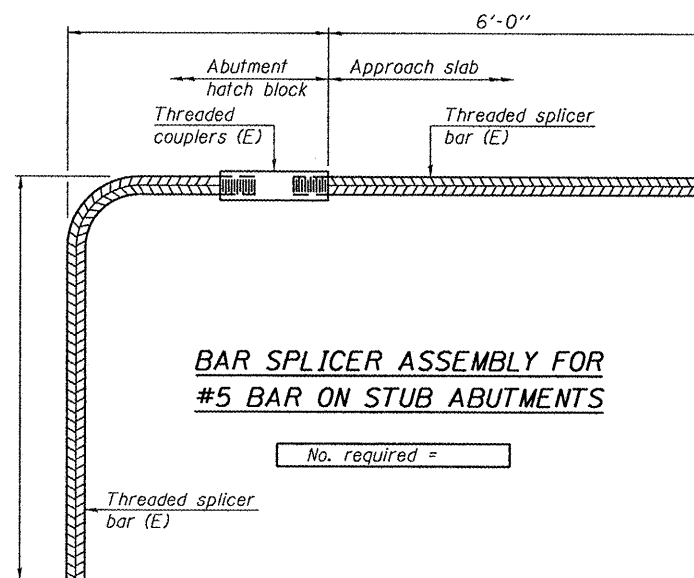 6'-0"
Abutment
hatch block
Approach slab
Threaded
couplers (E)
Threaded splicer
bar (E)
BAR SPLICER ASSEMBLY FOR
#5 BAR ON STUB ABUTMENTS
No. required =
Threaded splicer
bar (E)